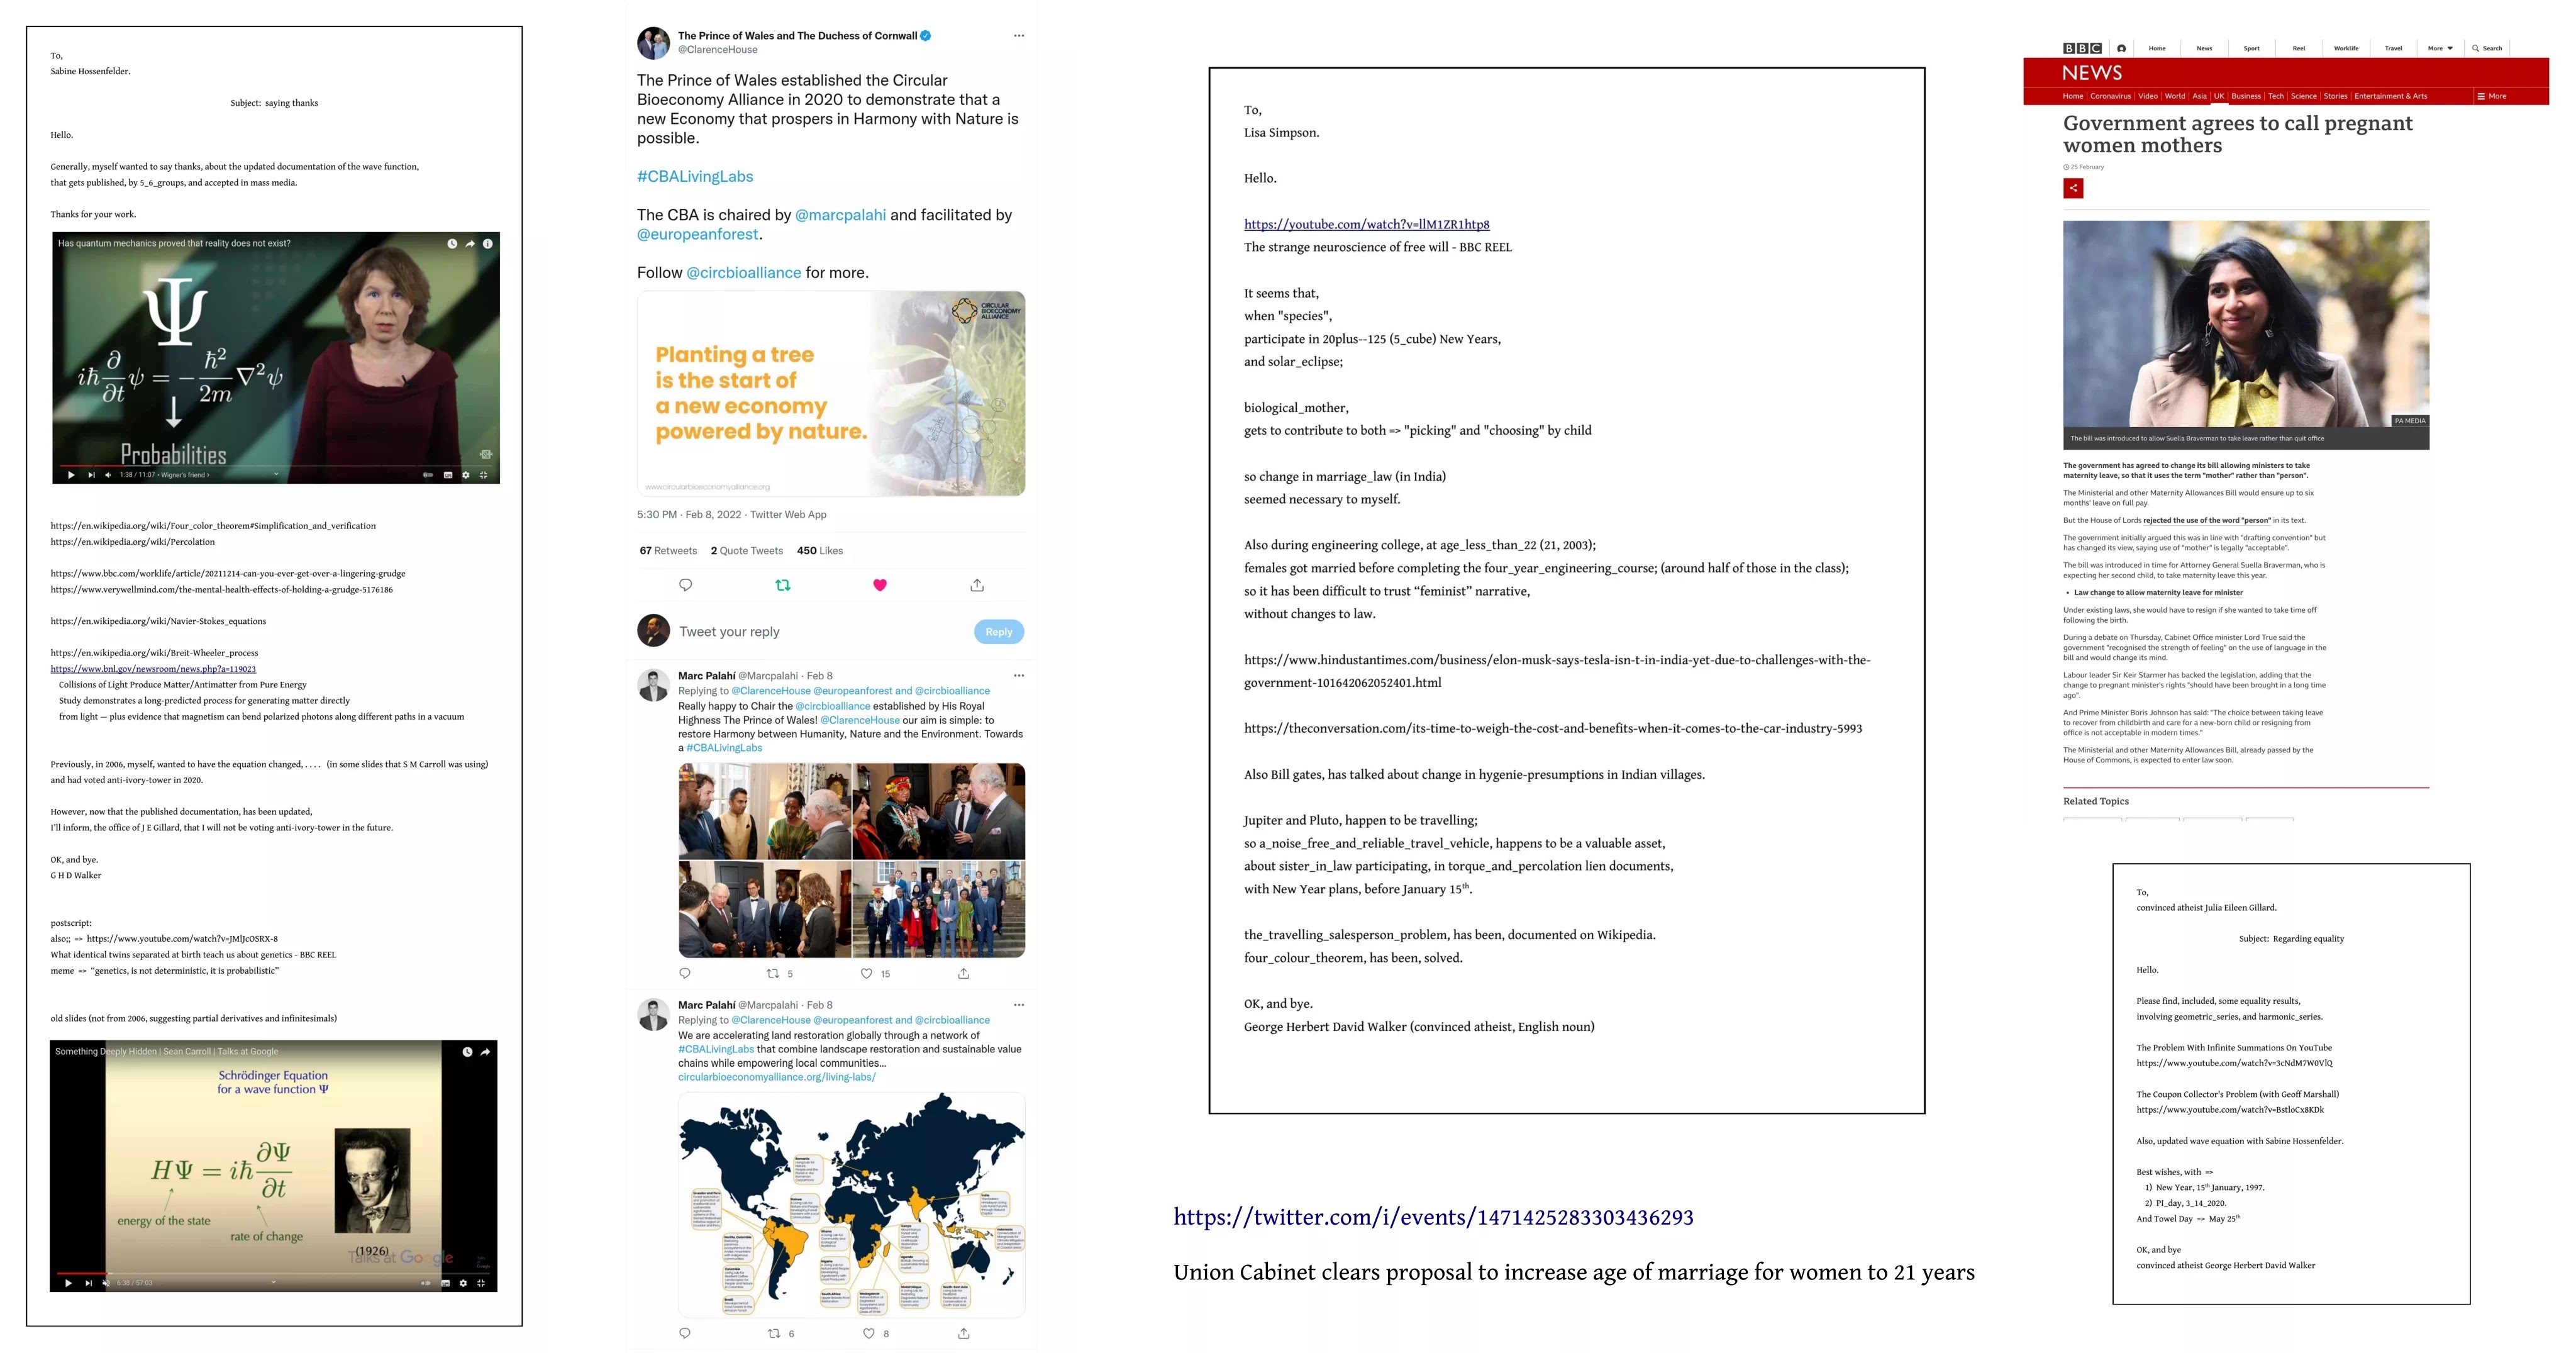 To,
Sabine Hossenfelder.
Subject:  saying thanks
Hello.
Generally, myself wanted to say thanks, about the updated documentation of the wave function,
that gets published, by 5_6_groups, and accepted in mass media.
Thanks for your work.
Has quantum mechanics proved that reality does not exist?
Ψ
iħ ∂/∂t ψ = − ħ²/2m ∇²ψ
Probabilities
1:38 / 11:07 • Wigner's friend >
https://en.wikipedia.org/wiki/Four_color_theorem#Simplification_and_verification
https://en.wikipedia.org/wiki/Percolation
https://www.bbc.com/worklife/article/20211214-can-you-ever-get-over-a-lingering-grudge
https://www.verywellmind.com/the-mental-health-effects-of-holding-a-grudge-5176186
https://en.wikipedia.org/wiki/Navier-Stokes_equations
https://en.wikipedia.org/wiki/Breit-Wheeler_process
https://www.bnl.gov/newsroom/news.php?a=119023
Collisions of Light Produce Matter/Antimatter from Pure Energy
Study demonstrates a long-predicted process for generating matter directly
from light — plus evidence that magnetism can bend polarized photons along different paths in a vacuum
Previously, in 2006, myself, wanted to have the equation changed, . . . .  (in some slides that S M Carroll was using)
and had voted anti-ivory-tower in 2020.
However, now that the published documentation, has been updated,
I'll inform, the office of J E Gillard, that I will not be voting anti-ivory-tower in the future.
OK, and bye.
G H D Walker
postscript:
also;; => https://www.youtube.com/watch?v=JMlJcOSRX-8
What identical twins separated at birth teach us about genetics - BBC REEL
meme => “genetics, is not deterministic, it is probabilistic”
old slides (not from 2006, suggesting partial derivatives and infinitesimals)
Something Deeply Hidden | Sean Carroll | Talks at Google
Schrödinger Equation
for a wave function Ψ
HΨ = iħ ∂Ψ/∂t
energy of the state
rate of change
(1926)
Talks at Google
6:38 / 57:03
The Prince of Wales and The Duchess of Cornwall
@ClarenceHouse
The Prince of Wales established the Circular
Bioeconomy Alliance in 2020 to demonstrate that a
new Economy that prospers in Harmony with Nature is
possible.
#CBALivingLabs
The CBA is chaired by @marcpalahi and facilitated by
@europeanforest.
Follow @circbioalliance for more.
CIRCULAR
BIOECONOMY
ALLIANCE
Planting a tree
is the start of
a new economy
powered by nature.
www.circularbioeconomyalliance.org
5:30 PM · Feb 8, 2022 · Twitter Web App
67 Retweets  2 Quote Tweets  450 Likes
Tweet your reply
Reply
Marc Palahí @Marcpalahi · Feb 8
Replying to @ClarenceHouse @europeanforest and @circbioalliance
Really happy to Chair the @circbioalliance established by His Royal
Highness The Prince of Wales! @ClarenceHouse our aim is simple: to
restore Harmony between Humanity, Nature and the Environment. Towards
a #CBALivingLabs
5  15
Marc Palahí @Marcpalahi · Feb 8
Replying to @ClarenceHouse @europeanforest and @circbioalliance
We are accelerating land restoration globally through a network of
#CBALivingLabs that combine landscape restoration and sustainable value
chains while empowering local communities...
circularbioeconomyalliance.org/living-labs/
6  8
To,
Lisa Simpson.
Hello.
https://youtube.com/watch?v=llM1ZR1htp8
The strange neuroscience of free will - BBC REEL
It seems that,
when "species",
participate in 20plus--125 (5_cube) New Years,
and solar_eclipse;
biological_mother,
gets to contribute to both => "picking" and "choosing" by child
so change in marriage_law (in India)
seemed necessary to myself.
Also during engineering college, at age_less_than_22 (21, 2003);
females got married before completing the four_year_engineering_course; (around half of those in the class);
so it has been difficult to trust “feminist” narrative,
without changes to law.
https://www.hindustantimes.com/business/elon-musk-says-tesla-isn-t-in-india-yet-due-to-challenges-with-the-
government-101642062052401.html
https://theconversation.com/its-time-to-weigh-the-cost-and-benefits-when-it-comes-to-the-car-industry-5993
Also Bill gates, has talked about change in hygenie-presumptions in Indian villages.
Jupiter and Pluto, happen to be travelling;
so a_noise_free_and_reliable_travel_vehicle, happens to be a valuable asset,
about sister_in_law participating, in torque_and_percolation lien documents,
with New Year plans, before January 15th.
the_travelling_salesperson_problem, has been, documented on Wikipedia.
four_colour_theorem, has been, solved.
OK, and bye.
George Herbert David Walker (convinced atheist, English noun)
https://twitter.com/i/events/1471425283303436293
Union Cabinet clears proposal to increase age of marriage for women to 21 years
BBC Home News Sport Reel Worklife Travel More Search
NEWS
Home | Coronavirus | Video | World | Asia | UK | Business | Tech | Science | Stories | Entertainment & Arts More
Government agrees to call pregnant
women mothers
25 February
PA MEDIA
The bill was introduced to allow Suella Braverman to take leave rather than quit office
The government has agreed to change its bill allowing ministers to take
maternity leave, so that it uses the term "mother" rather than "person".
The Ministerial and other Maternity Allowances Bill would ensure up to six
months' leave on full pay.
But the House of Lords rejected the use of the word "person" in its text.
The government initially argued this was in line with "drafting convention" but
has changed its view, saying use of "mother" is legally "acceptable".
The bill was introduced in time for Attorney General Suella Braverman, who is
expecting her second child, to take maternity leave this year.
• Law change to allow maternity leave for minister
Under existing laws, she would have to resign if she wanted to take time off
following the birth.
During a debate on Thursday, Cabinet Office minister Lord True said the
government "recognised the strength of feeling" on the use of language in the
bill and would change its mind.
Labour leader Sir Keir Starmer has backed the legislation, adding that the
change to pregnant minister's rights "should have been brought in a long time
ago".
And Prime Minister Boris Johnson has said: "The choice between taking leave
to recover from childbirth and care for a new-born child or resigning from
office is not acceptable in modern times."
The Ministerial and other Maternity Allowances Bill, already passed by the
House of Commons, is expected to enter law soon.
Related Topics
To,
convinced atheist Julia Eileen Gillard.
Subject:  Regarding equality
Hello.
Please find, included, some equality results,
involving geometric_series, and harmonic_series.
The Problem With Infinite Summations On YouTube
https://www.youtube.com/watch?v=3cNdM7W0VlQ
The Coupon Collector's Problem (with Geoff Marshall)
https://www.youtube.com/watch?v=BstloCx8KDk
Also, updated wave equation with Sabine Hossenfelder.
Best wishes, with =>
1)  New Year, 15th January, 1997.
2)  PI_day, 3_14_2020.
And Towel Day => May 25th
OK, and bye
convinced atheist George Herbert David Walker